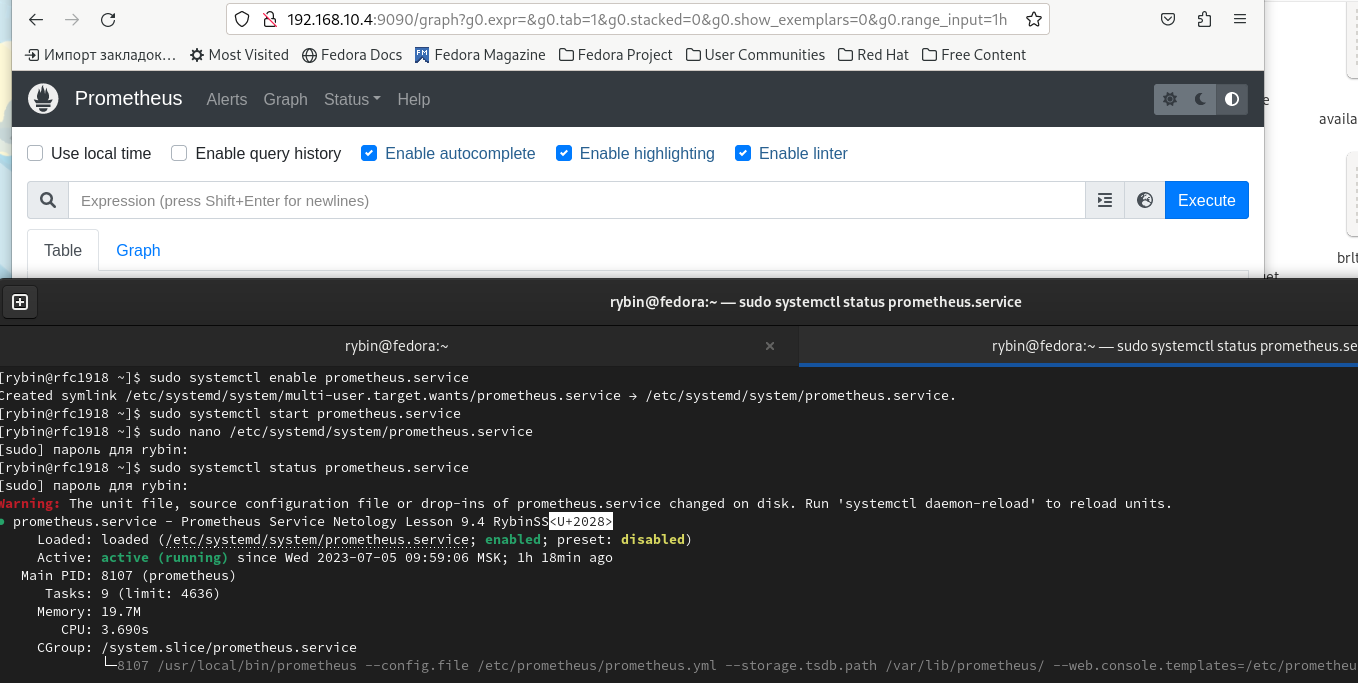 192.168.10.4:9090/graph?g0.expr=&g0.tab=1&g0.stacked=0&g0.show_exemplars=0&g0.range_input=1h
Импорт закладок… Most Visited Fedora Docs Fedora Magazine Fedora Project User Communities Red Hat Free Content
Prometheus Alerts Graph Status Help
availa
Use local time Enable query history Enable autocomplete Enable highlighting Enable linter
Expression (press Shift+Enter for newlines) Execute
Table Graph
brlt
rybin@fedora:~ — sudo systemctl status prometheus.service
rybin@fedora:~ × rybin@fedora:~ — sudo systemctl status prometheus.se
[rybin@rfc1918 ~]$ sudo systemctl enable prometheus.service
Created symlink /etc/systemd/system/multi-user.target.wants/prometheus.service → /etc/systemd/system/prometheus.service.
[rybin@rfc1918 ~]$ sudo systemctl start prometheus.service
[rybin@rfc1918 ~]$ sudo nano /etc/systemd/system/prometheus.service
[sudo] пароль для rybin:
[rybin@rfc1918 ~]$ sudo systemctl status prometheus.service
[sudo] пароль для rybin:
Warning: The unit file, source configuration file or drop-ins of prometheus.service changed on disk. Run 'systemctl daemon-reload' to reload units.
● prometheus.service - Prometheus Service Netology Lesson 9.4 RybinSS<U+2028>
Loaded: loaded (/etc/systemd/system/prometheus.service; enabled; preset: disabled)
Active: active (running) since Wed 2023-07-05 09:59:06 MSK; 1h 18min ago
Main PID: 8107 (prometheus)
Tasks: 9 (limit: 4636)
Memory: 19.7M
CPU: 3.690s
CGroup: /system.slice/prometheus.service
└─8107 /usr/local/bin/prometheus --config.file /etc/prometheus/prometheus.yml --storage.tsdb.path /var/lib/prometheus/ --web.console.templates=/etc/prometheu